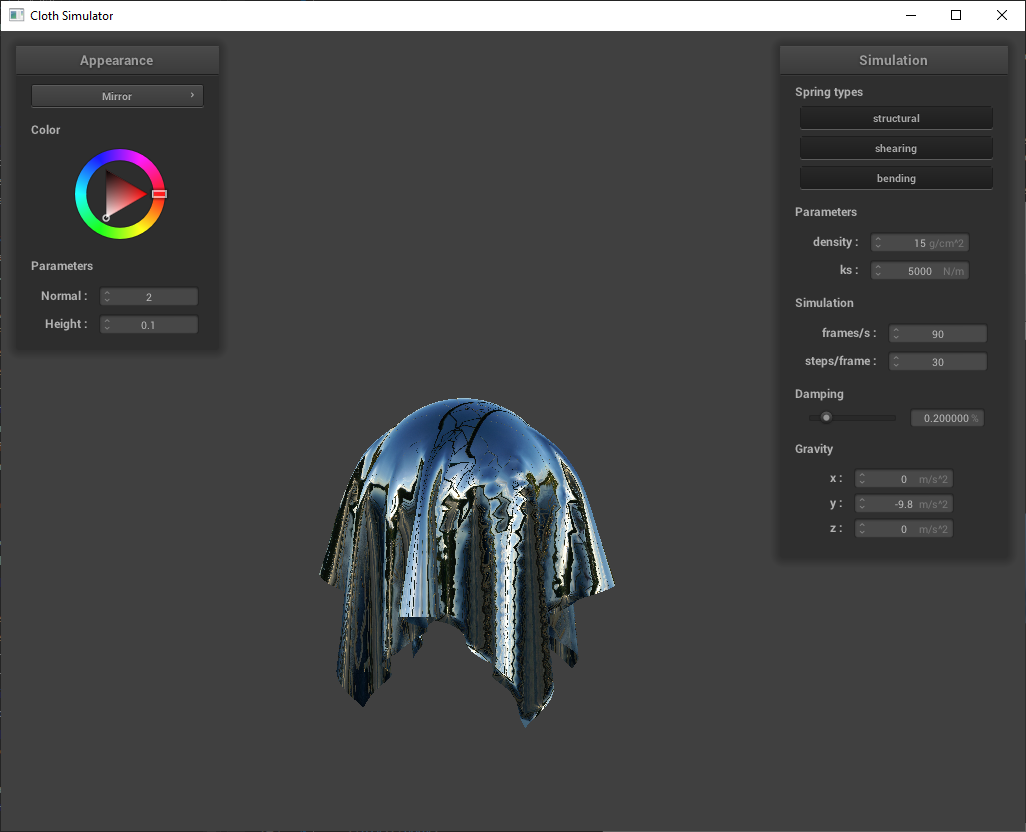 Cloth Simulator
Appearance
Mirror
Color
Parameters
Normal : 2
Height : 0.1
Simulation
Spring types
structural
shearing
bending
Parameters
density : 15 g/cm^2
ks : 5000 N/m
Simulation
frames/s : 90
steps/frame : 30
Damping
0.200000 %
Gravity
x : 0 m/s^2
y : -9.8 m/s^2
z : 0 m/s^2